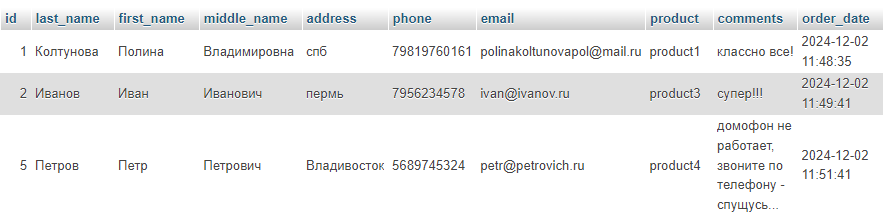 id last_name first_name middle_name address phone email product comments order_date
1 Колтунова Полина Владимировна спб 79819760161 polinakoltunovapol@mail.ru product1 классно все! 2024-12-02
11:48:35
2 Иванов Иван Иванович пермь 7956234578 ivan@ivanov.ru product3 супер!!! 2024-12-02
11:49:41
домофон не
работает,
5 Петров Петр Петрович Владивосток 5689745324 petr@petrovich.ru product4 звоните по 2024-12-02
11:51:41
телефону -
спущусь...